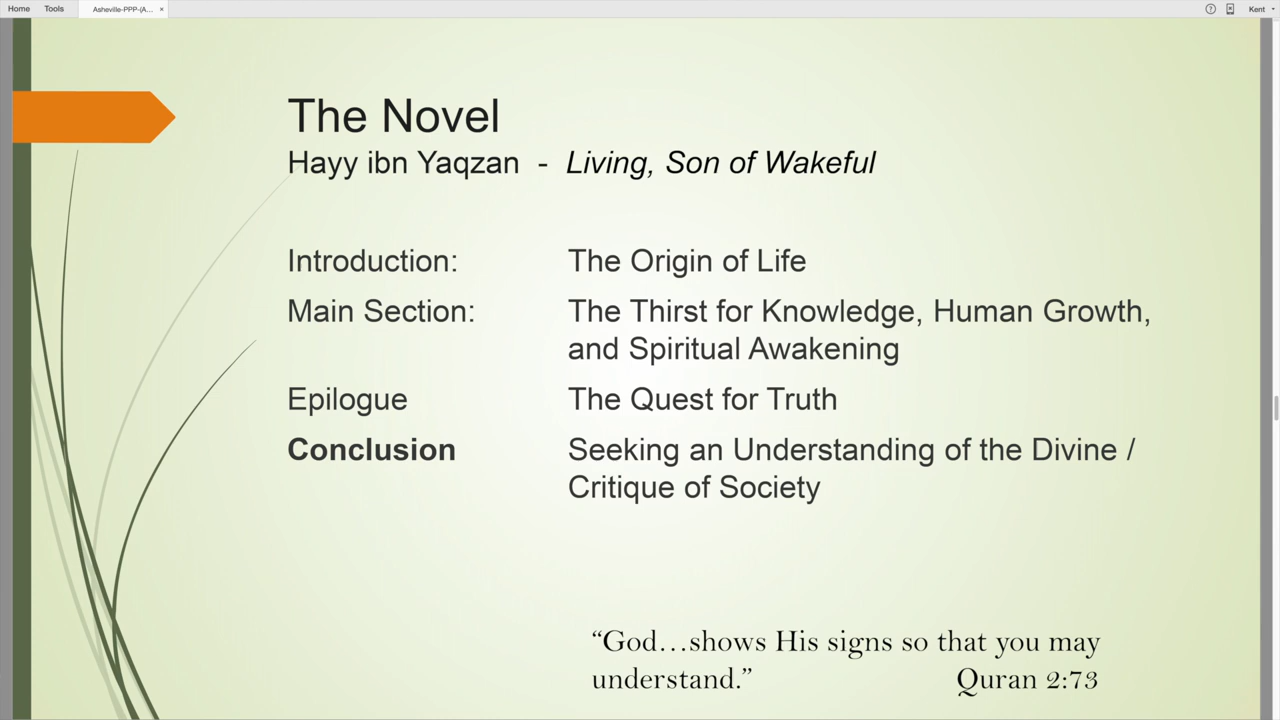 Home Tools Asheville-PPP-(A... × ? Kent
The Novel
Hayy ibn Yaqzan - Living, Son of Wakeful
Introduction: The Origin of Life
Main Section: The Thirst for Knowledge, Human Growth,
and Spiritual Awakening
Epilogue The Quest for Truth
Conclusion Seeking an Understanding of the Divine /
Critique of Society
“God…shows His signs so that you may
understand.” Quran 2:73